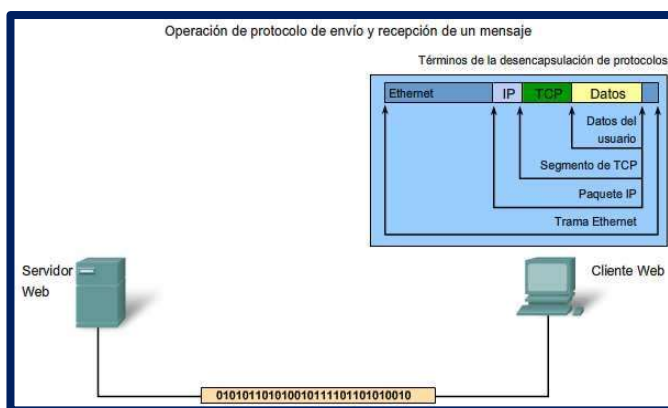 Operación de protocolo de envío y recepción de un mensaje
Términos de la desencapsulación de protocolos
Ethernet IP TCP Datos
Datos del
usuario
Segmento de TCP
Paquete IP
Trama Ethernet
Servidor
Web
Cliente Web
010101101010010111101101010010